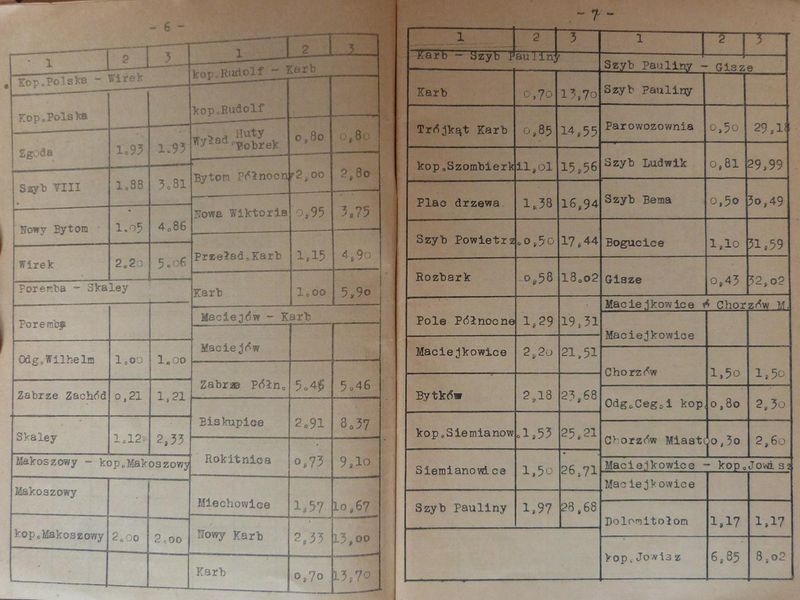 - 6 -
1 2 3
Kop.Polska - Wirek
Kop.Polska
Zgoda 1.93 1.93
Szyb VIII 1.88 3.81
Nowy Bytom 1.05 4.86
Wirek 2.20 5.06
Poremba - Skaley
Poremba
Odg.Wilhelm 1.00 1.00
Zabrze Zachód 0,21 1,21
Skaley 1.12 2,33
Makoszowy - kop.Makoszowy
Makoszowy
kop.Makoszowy 2.00 2.00
1 2 3
kop.Rudolf - Karb
kop.Rudolf
Wyład. Huty Bobrek 0,80 0,80
Bytom Północny 2,00 2,80
Nowa Wiktoria 0,95 3,75
Przeład.Karb 1,15 4,90
Karb 1.00 5,90
Maciejów - Karb
Maciejów
Zabrze Półn. 5.46 5.46
Biskupice 2.91 8.37
Rokitnica 0,73 9,10
Miechowice 1,57 10,67
Nowy Karb 2,33 13,00
Karb 0,70 13,70
- 7 -
1 2 3
Karb - Szyb Pauliny
Karb 0,70 13,70
Trójkąt Karb 0,85 14,55
kop.Szombierki 1,01 15,56
Plac drzewa 1,38 16,94
Szyb Powietrz. 0,50 17,44
Rozbark 0,58 18.02
Pole Północne 1,29 19,31
Maciejkowice 2,20 21,51
Bytków 2,18 23,68
kop.Siemianow. 1,53 25,21
Siemianowice 1,50 26,71
Szyb Pauliny 1,97 28,68
1 2 3
Szyb Pauliny - Gisze
Szyb Pauliny
Parowozownia 0,50 29,18
Szyb Ludwik 0,81 29,99
Szyb Bema 0,50 30,49
Bogucice 1,10 31,59
Gisze 0,43 32,02
Maciejkowice - Chorzów M.
Maciejkowice
Chorzów 1,50 1,50
Odg.Ceg.i kop. 0,80 2,30
Chorzów Miasto 0,30 2,60
Maciejkowice - kop.Jowisz
Maciejkowice
Dolomitołom 1,17 1,17
kop.Jowisz 6,85 8,02